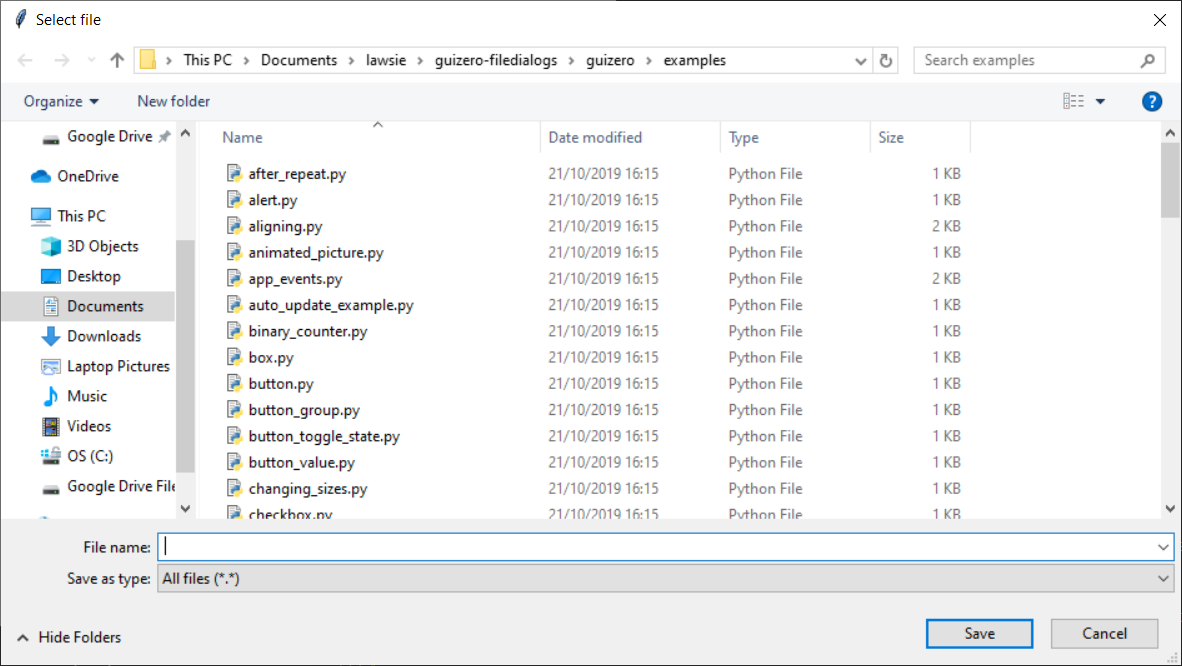 Select file
This PC > Documents > lawsie > guizero-filedialogs > guizero > examples
Search examples
Organize
New folder
?
Google Drive
OneDrive
This PC
3D Objects
Desktop
Documents
Downloads
Laptop Pictures
Music
Videos
OS (C:)
Google Drive File
Name Date modified Type Size
after_repeat.py 21/10/2019 16:15 Python File 1 KB
alert.py 21/10/2019 16:15 Python File 1 KB
aligning.py 21/10/2019 16:15 Python File 2 KB
animated_picture.py 21/10/2019 16:15 Python File 1 KB
app_events.py 21/10/2019 16:15 Python File 2 KB
auto_update_example.py 21/10/2019 16:15 Python File 1 KB
binary_counter.py 21/10/2019 16:15 Python File 1 KB
box.py 21/10/2019 16:15 Python File 1 KB
button.py 21/10/2019 16:15 Python File 1 KB
button_group.py 21/10/2019 16:15 Python File 1 KB
button_toggle_state.py 21/10/2019 16:15 Python File 1 KB
button_value.py 21/10/2019 16:15 Python File 1 KB
changing_sizes.py 21/10/2019 16:15 Python File 1 KB
checkbox.py 21/10/2019 16:15 Python File 1 KB
File name:
Save as type: All files (*.*)
Hide Folders
Save
Cancel